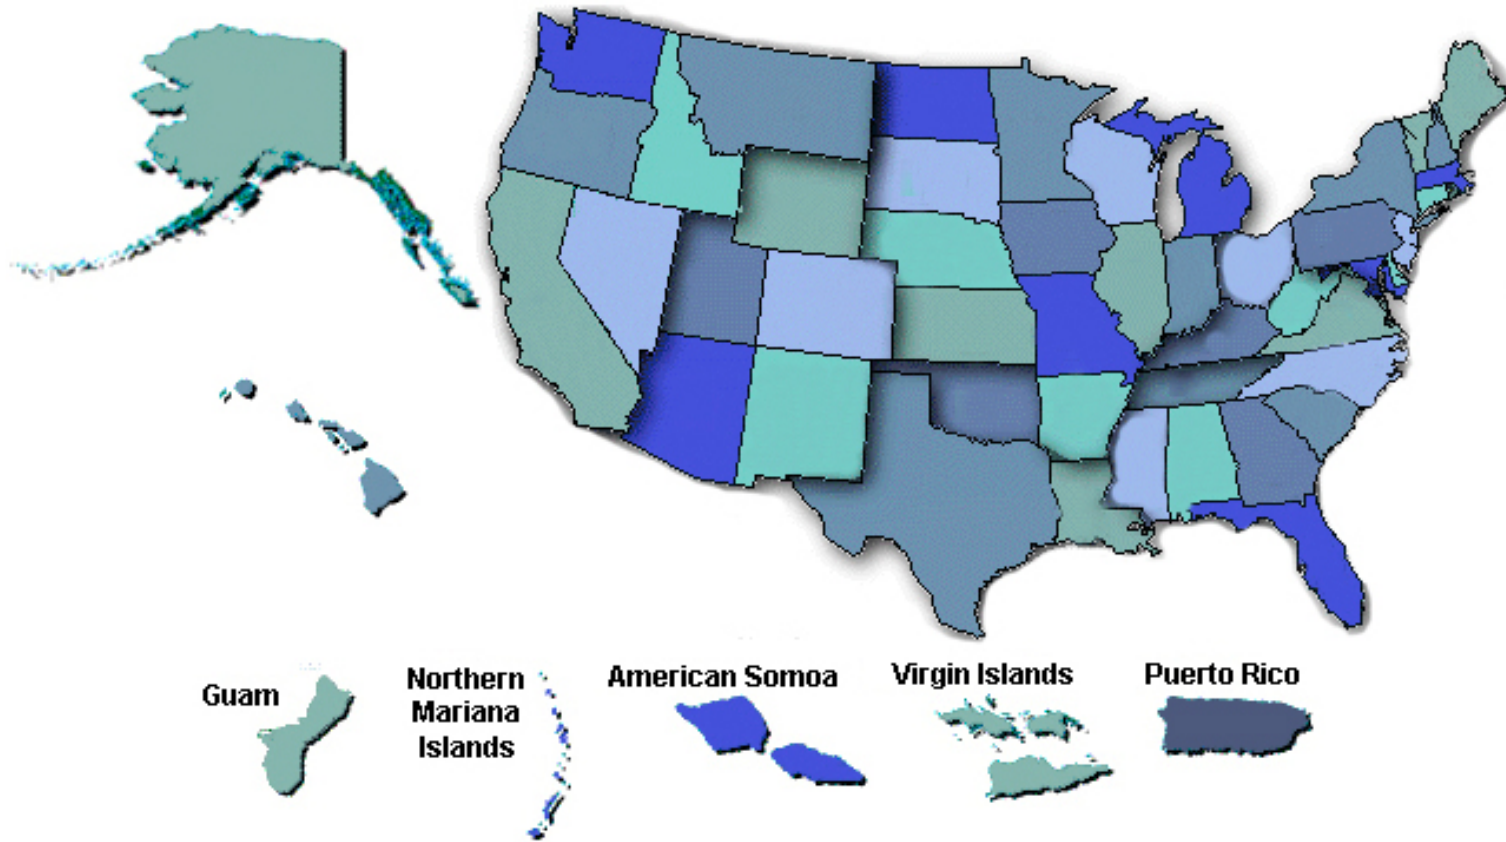 Guam
Northern
Mariana
Islands
American Somoa
Virgin Islands
Puerto Rico